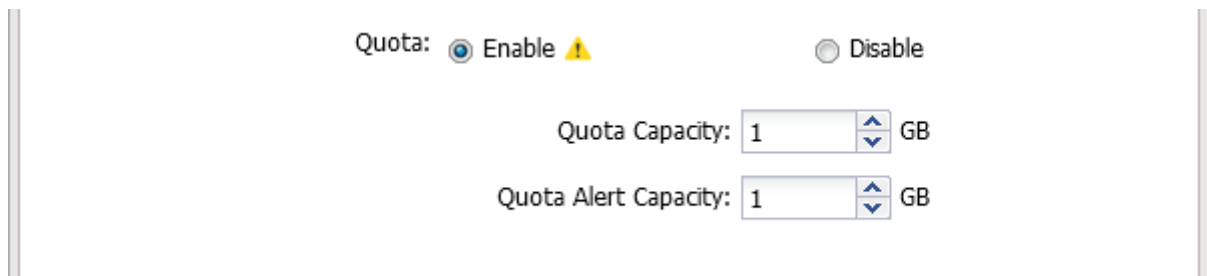 Quota: Enable Disable
Quota Capacity: 1 GB
Quota Alert Capacity: 1 GB